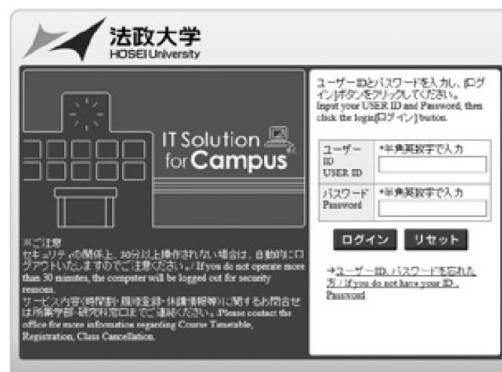 法政大学
HOSEI University
IT Solution
for Campus
※ご注意
セキュリティの関係上、30分以上操作されない場合は、自動的にロ
グアウトいたしますのでご注意ください。/ If you do not operate more
than 30 minutes, the computer will be logged out for security
reasons.
サービス内容(時間割・履修登録・休講情報等)に関するお問合せ
は所属学部・研究科窓口までご連絡ください。/Please contact the
office for more information regarding Course Timetable,
Registration, Class Cancellation.
ユーザーIDとパスワードを入力し、[ログ
イン]ボタンをクリックしてください。
Input your USER ID and Password, then
click the login[ログイン] button.
ユーザー
ID
USER ID
*半角英数字で入力
パスワード
Password
*半角英数字で入力
ログイン リセット
→ユーザーID、パスワードを忘れた
方 / If you do not have your ID ,
Password